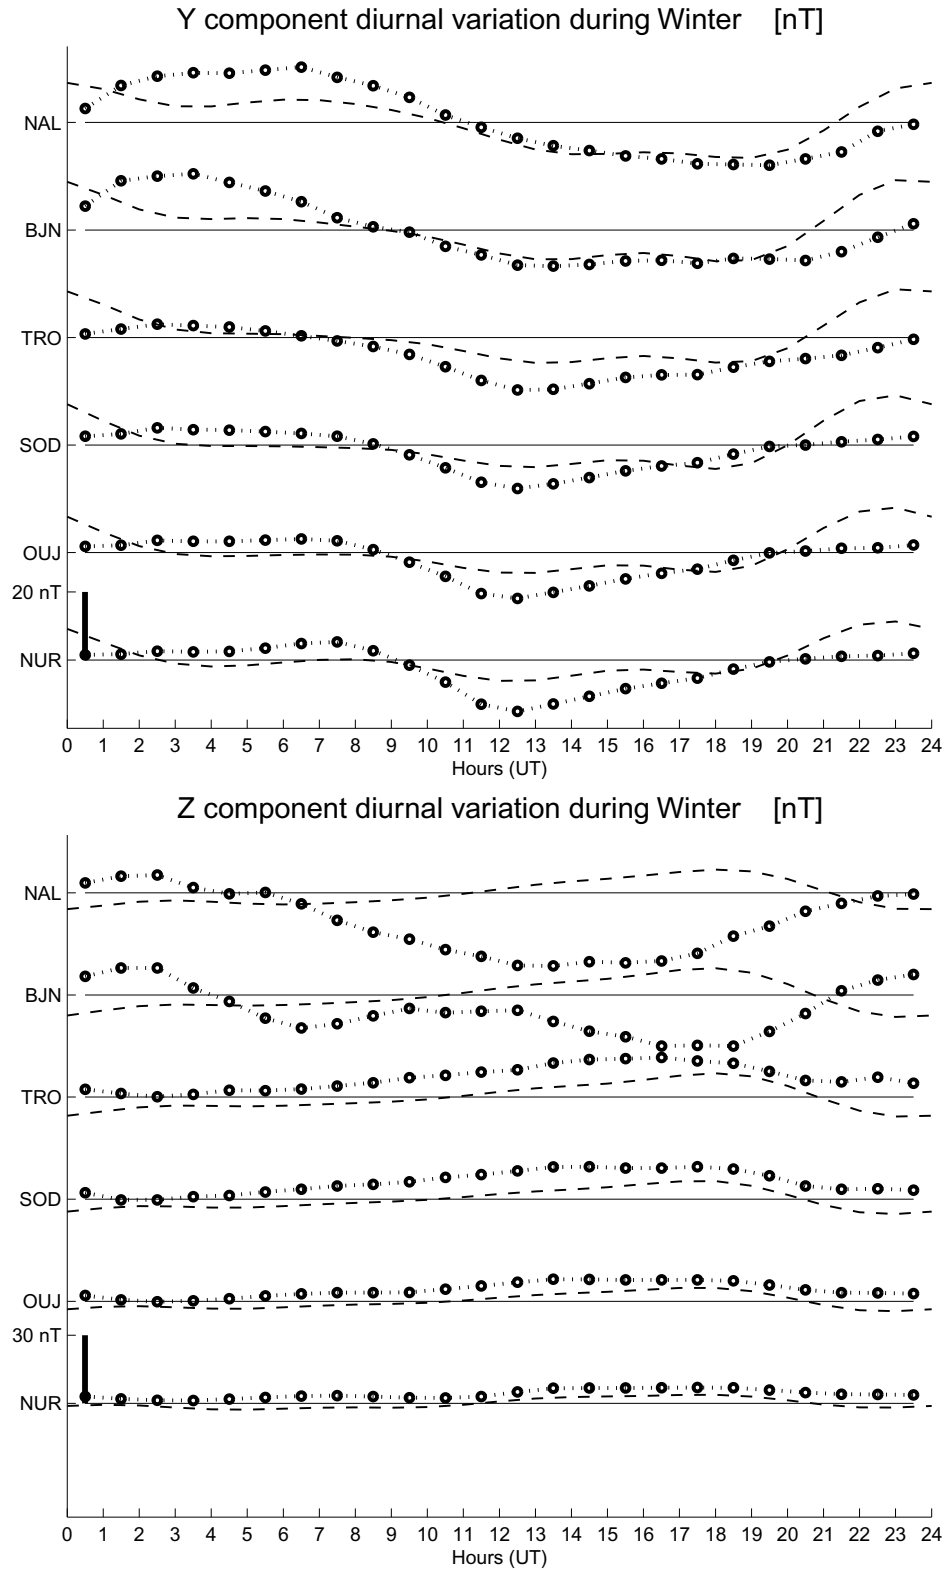 Y component diurnal variation during Winter [nT]
NAL
BJN
TRO
SOD
OUJ
20 nT
NUR
0 1 2 3 4 5 6 7 8 9 10 11 12 13 14 15 16 17 18 19 20 21 22 23 24
Hours (UT)
Z component diurnal variation during Winter [nT]
NAL
BJN
TRO
SOD
OUJ
30 nT
NUR
0 1 2 3 4 5 6 7 8 9 10 11 12 13 14 15 16 17 18 19 20 21 22 23 24
Hours (UT)